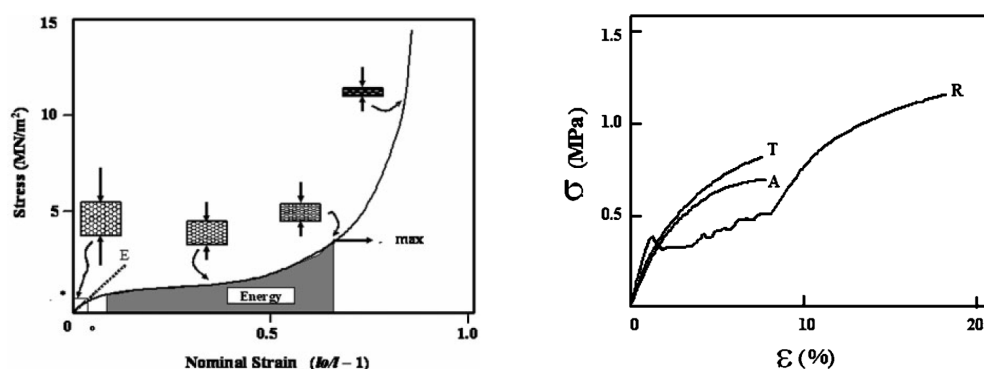 15
10
5
0
0.5
1.0
Stress (MN/m²)
Nominal Strain (lo/l – 1)
E
Energy
max
*
o
1.5
1.0
0.5
0
10
20
σ (MPa)
ε (%)
T
A
R